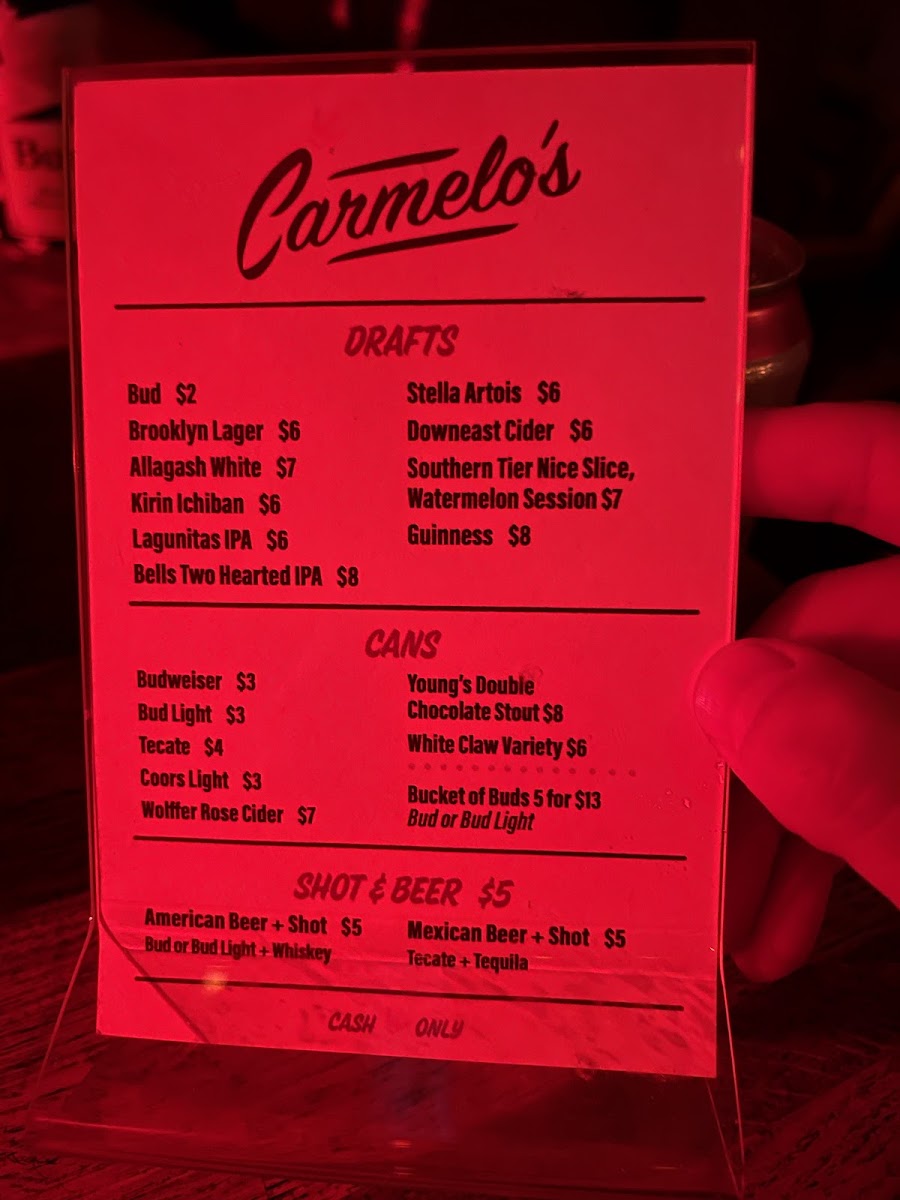 Carmelo's
DRAFTS
Bud $2
Brooklyn Lager $6
Allagash White $7
Kirin Ichiban $6
Lagunitas IPA $6
Bells Two Hearted IPA $8
Stella Artois $6
Downeast Cider $6
Southern Tier Nice Slice,
Watermelon Session $7
Guinness $8
CANS
Budweiser $3
Bud Light $3
Tecate $4
Coors Light $3
Wolffer Rose Cider $7
Young's Double
Chocolate Stout $8
White Claw Variety $6
Bucket of Buds 5 for $13
Bud or Bud Light
SHOT & BEER $5
American Beer + Shot $5
Bud or Bud Light + Whiskey
Mexican Beer + Shot $5
Tecate + Tequila
CASH ONLY